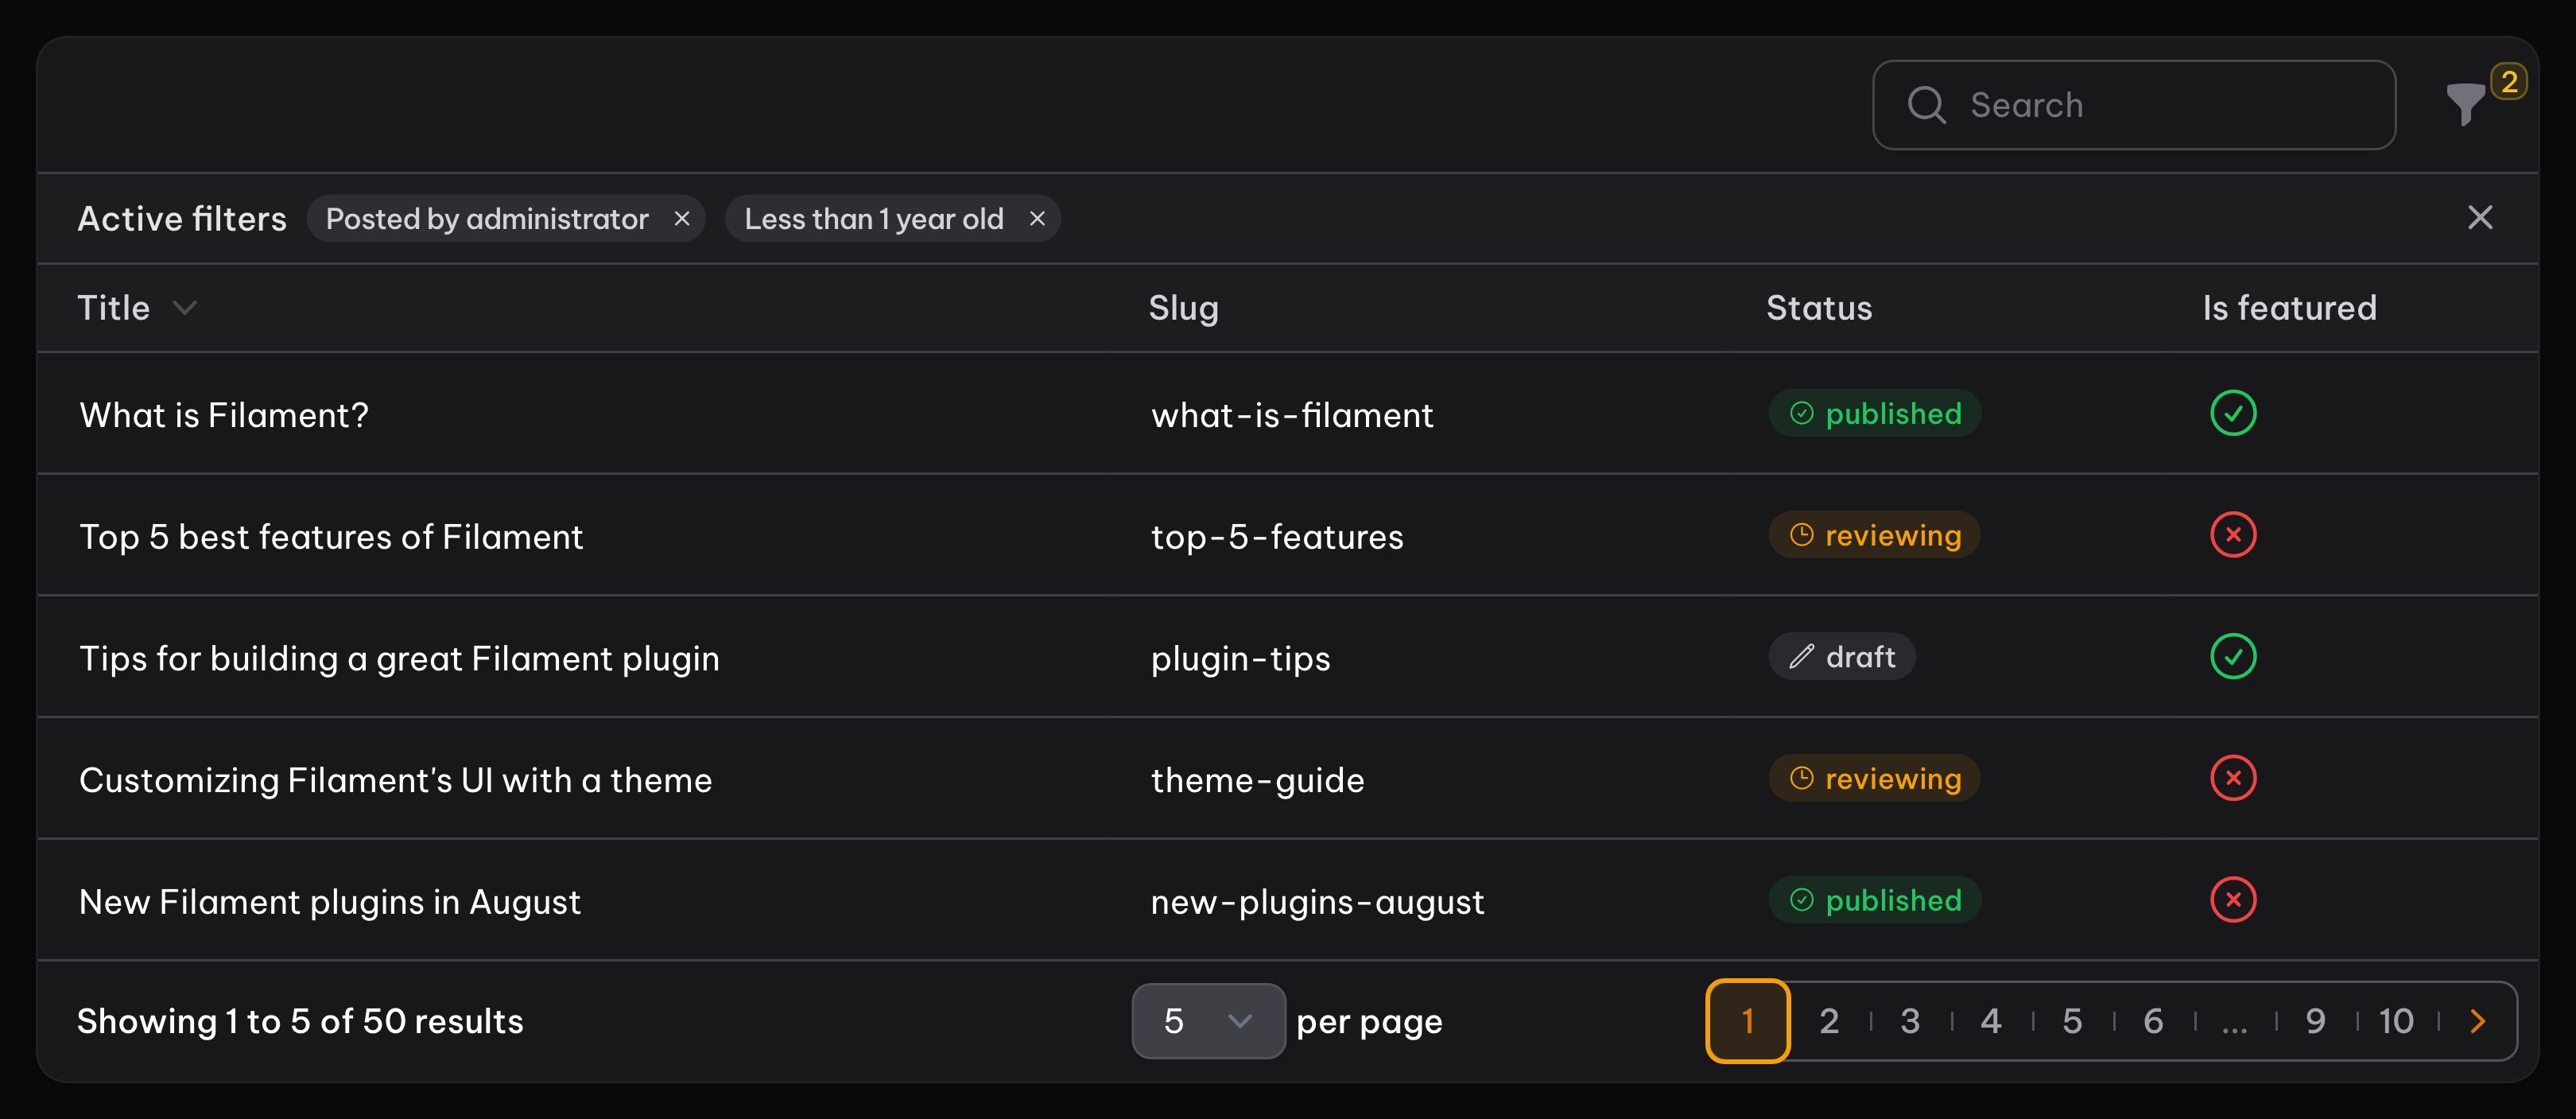 Search 2
Active filters Posted by administrator Less than 1 year old
Title Slug Status Is featured
What is Filament? what-is-filament published
Top 5 best features of Filament top-5-features reviewing
Tips for building a great Filament plugin plugin-tips draft
Customizing Filament's UI with a theme theme-guide reviewing
New Filament plugins in August new-plugins-august published
Showing 1 to 5 of 50 results 5 per page 1 2 3 4 5 6 ... 9 10